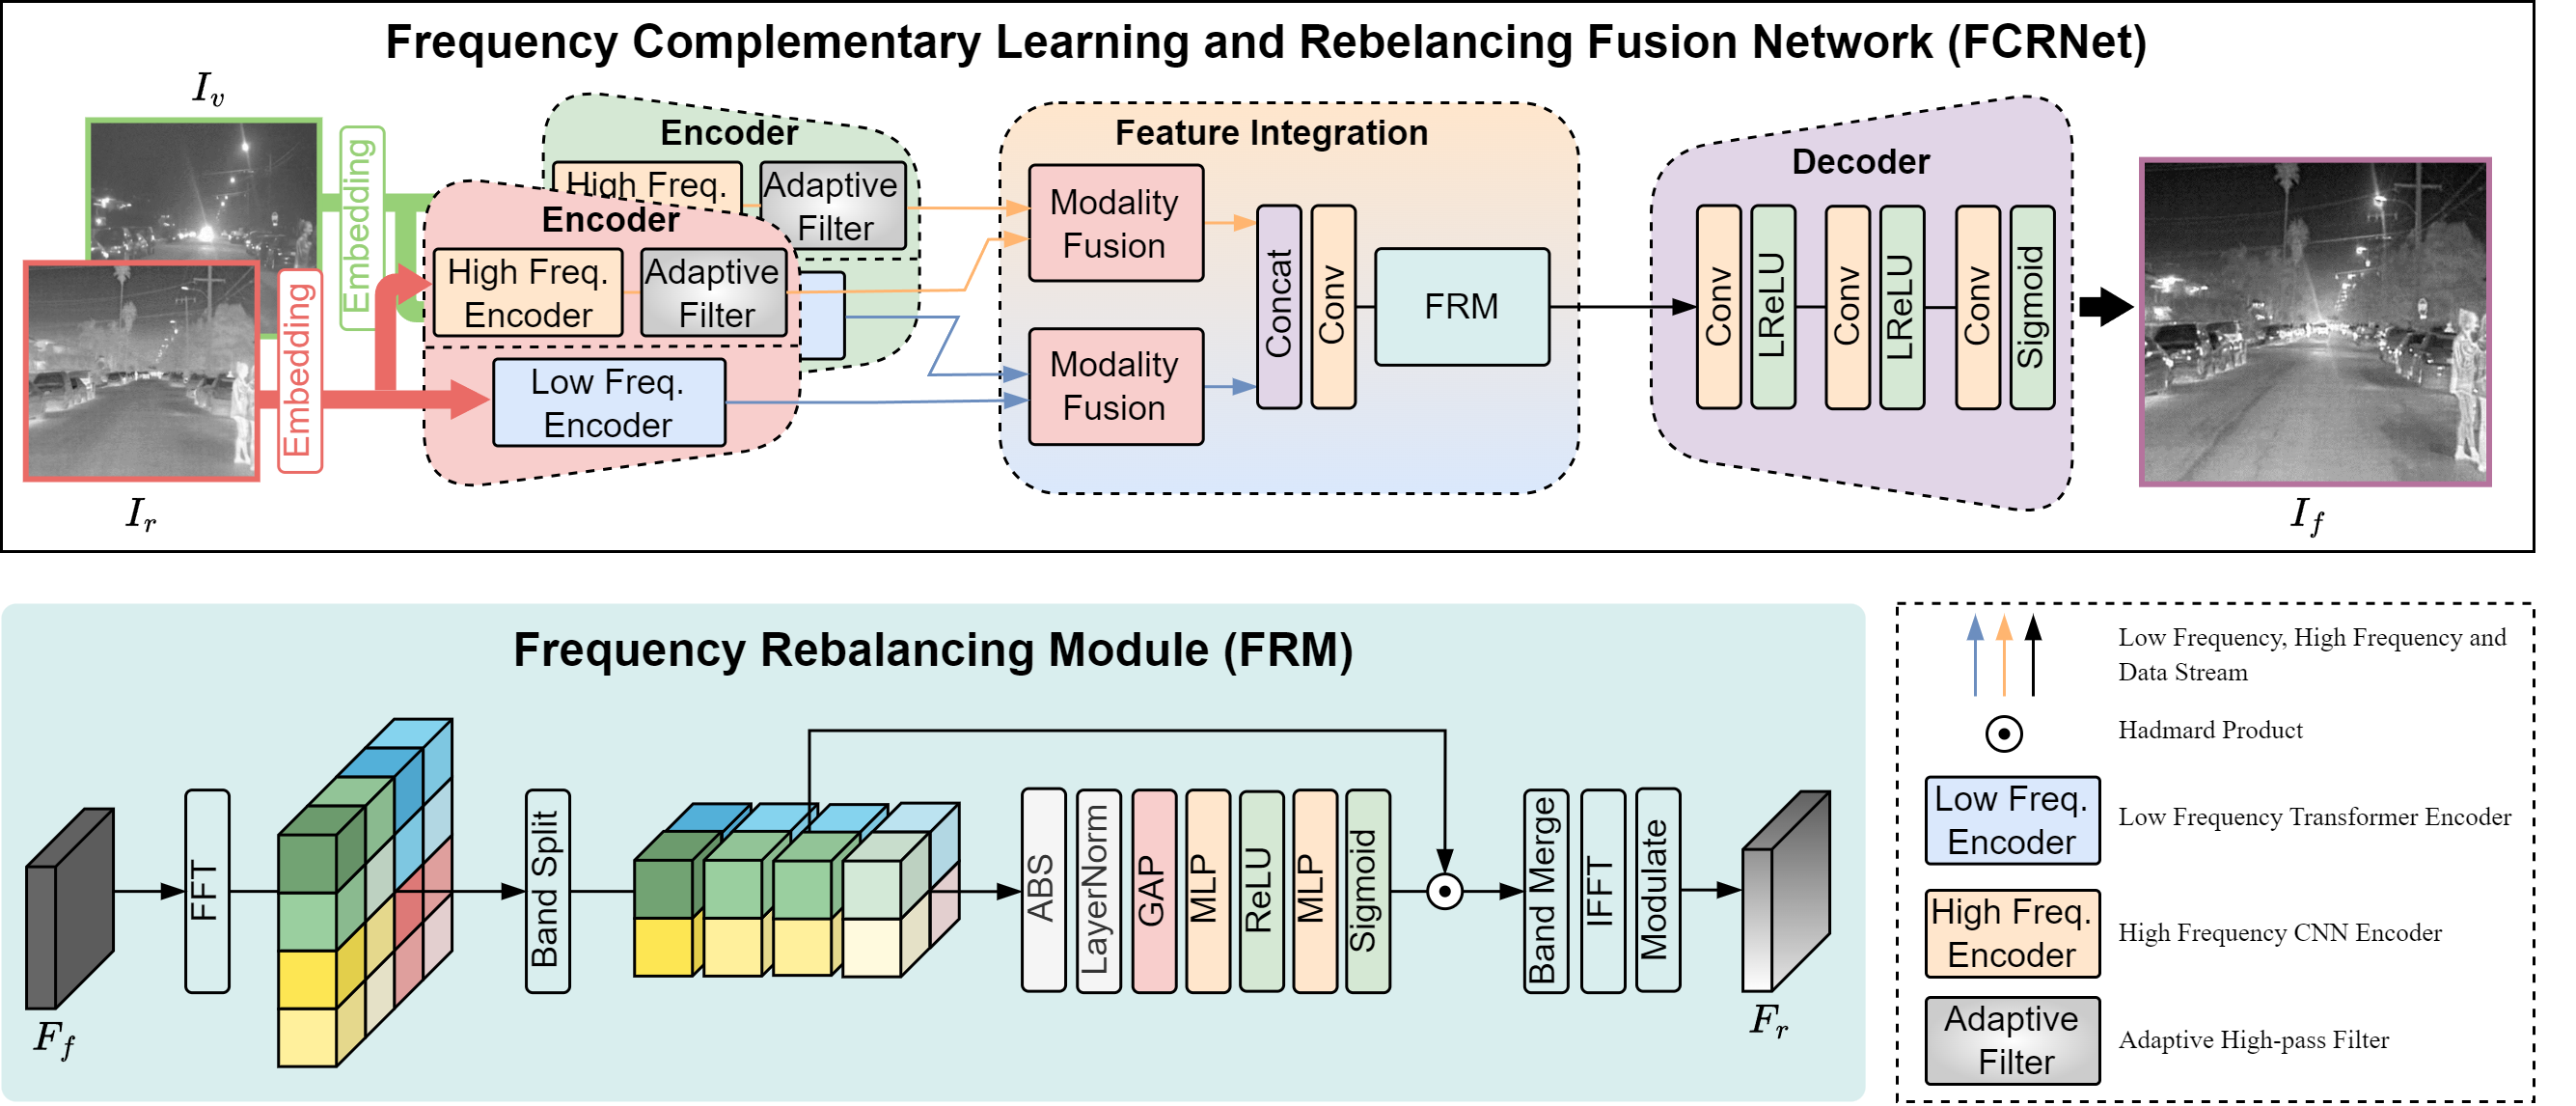 Frequency Complementary Learning and Rebelancing Fusion Network (FCRNet)
I_v
Embedding
Encoder
High Freq.
Adaptive
Filter
Encoder
High Freq.
Encoder
Adaptive
Filter
Low Freq.
Encoder
Embedding
I_r
Feature Integration
Modality
Fusion
Modality
Fusion
Concat
Conv
FRM
Decoder
Conv
LReLU
Conv
LReLU
Conv
Sigmoid
I_f
Frequency Rebalancing Module (FRM)
F_f
FFT
Band Split
ABS
LayerNorm
GAP
MLP
ReLU
MLP
Sigmoid
Band Merge
IFFT
Modulate
F_r
Low Frequency, High Frequency and
Data Stream
Hadmard Product
Low Freq.
Encoder
Low Frequency Transformer Encoder
High Freq.
Encoder
High Frequency CNN Encoder
Adaptive
Filter
Adaptive High-pass Filter